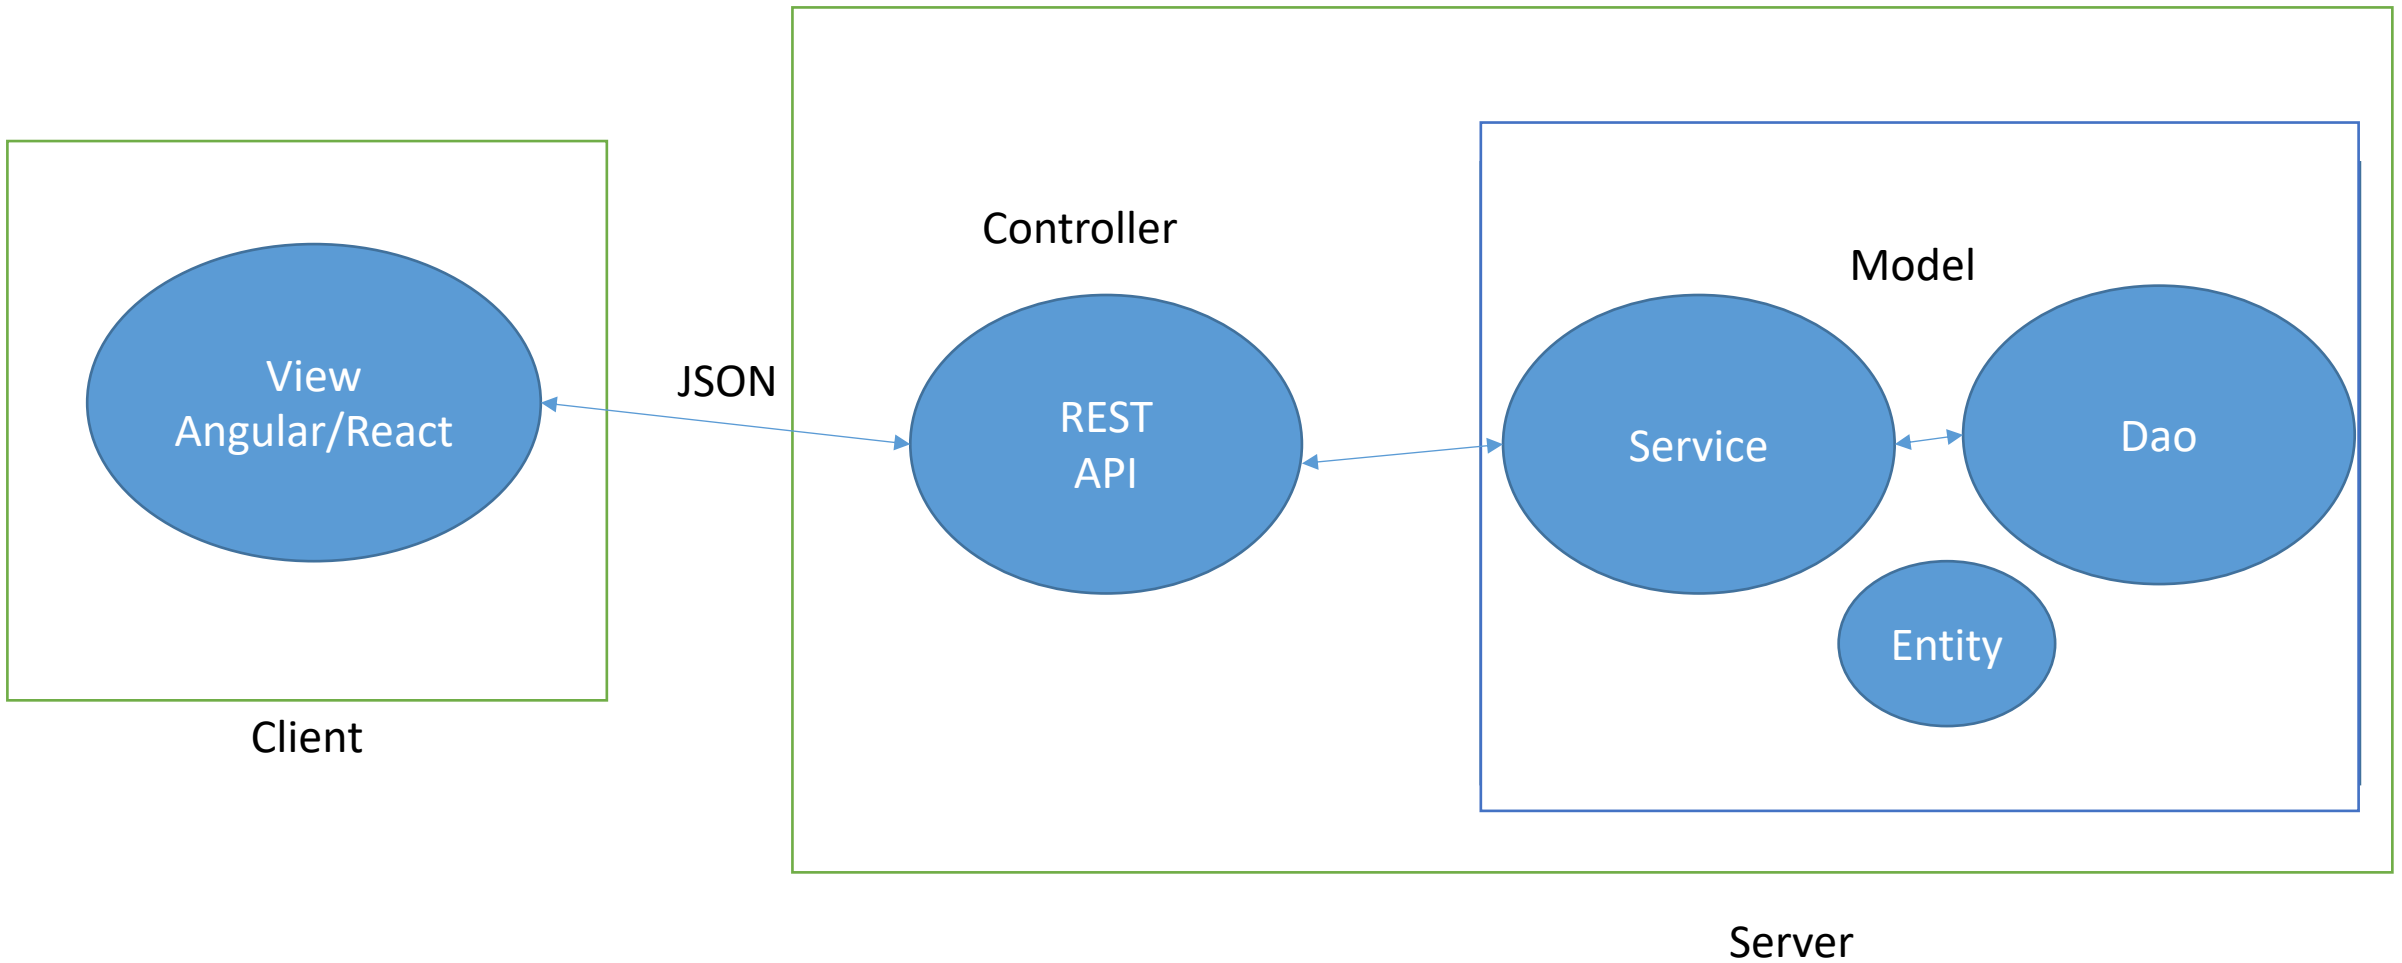 Controller
Model
View
Angular/React
JSON
REST
API
Service
Dao
Entity
Client
Server